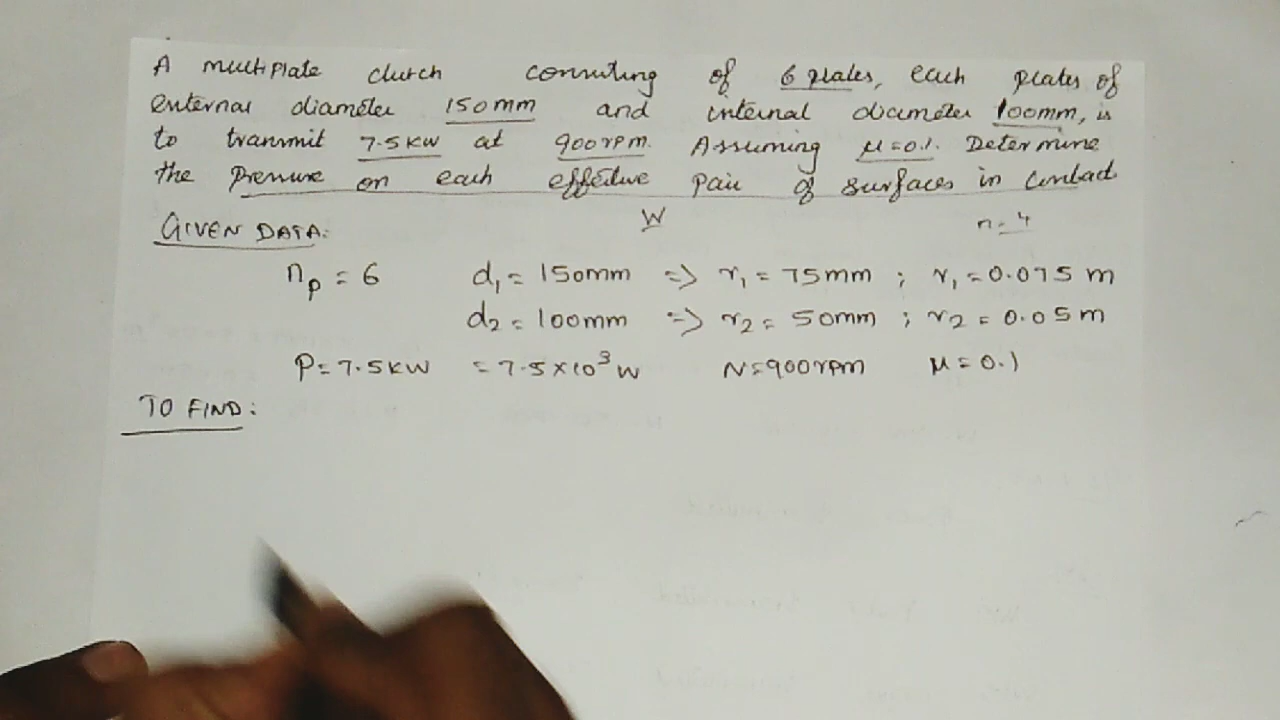 A multiplate clutch consisting of 6 plates, each plates of
external diameter 150mm and internal diameter 100mm, is
to transmit 7.5KW at 900rpm. Assuming μ=0.1. Determine
the pressure on each effective pair of surfaces in contact
W n=4
GIVEN DATA:
np = 6 d1 = 150mm => r1 = 75mm ; r1 = 0.075 m
d2 = 100mm => r2 = 50mm ; r2 = 0.05 m
P = 7.5KW = 7.5×10³ W N=900rpm μ = 0.1
TO FIND: